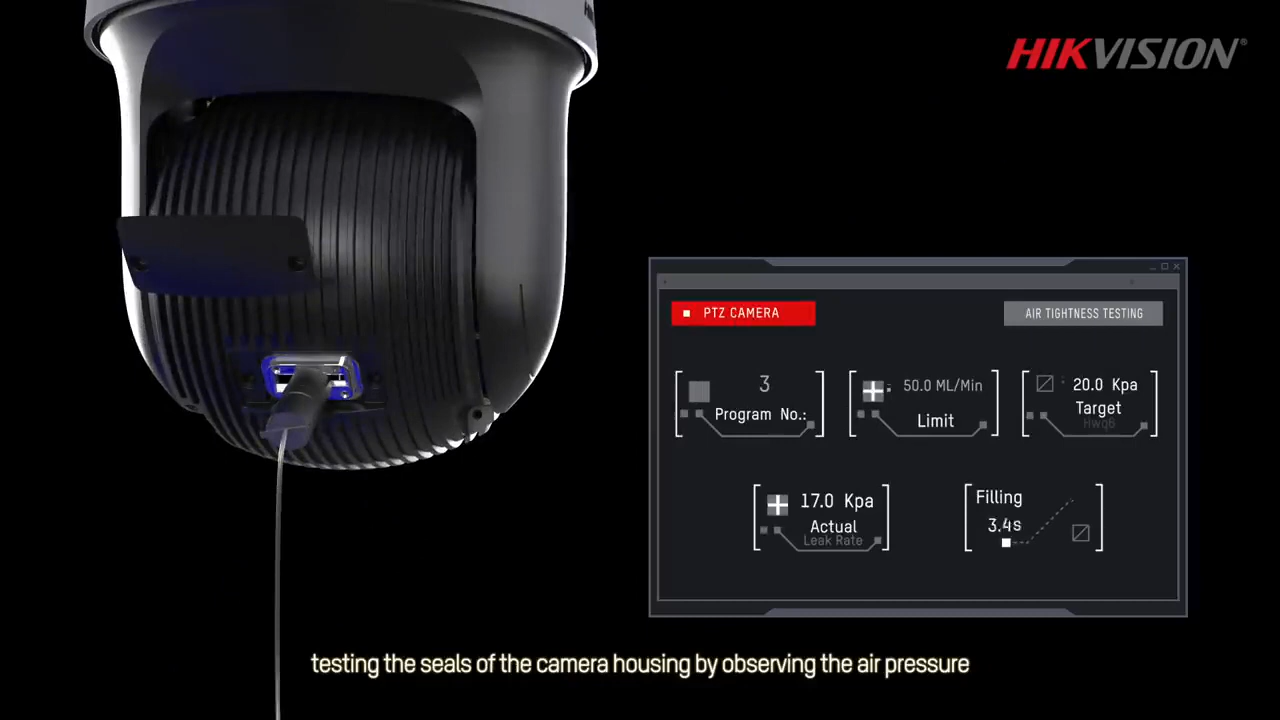 HIKVISION®
PTZ CAMERA
AIR TIGHTNESS TESTING
3
Program No.:
50.0 ML/Min
Limit
20.0 Kpa
Target
17.0 Kpa
Actual
Leak Rate
Filling
3.4s
testing the seals of the camera housing by observing the air pressure